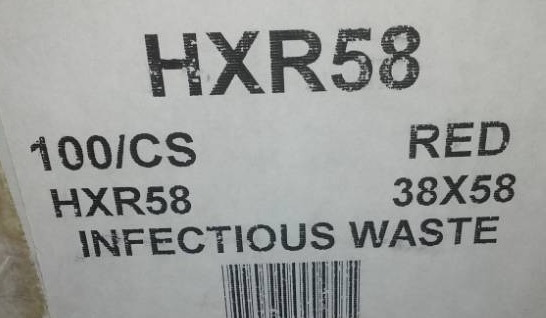 HXR58
100/CS RED
HXR58 38X58
INFECTIOUS WASTE